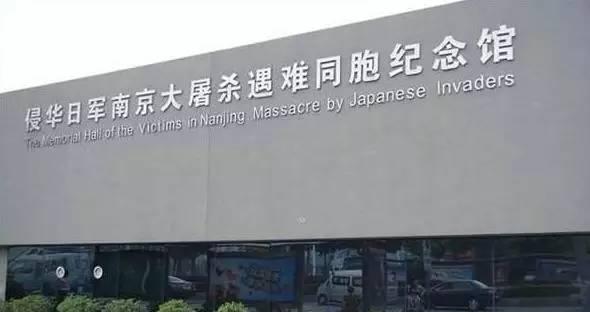 侵华日军南京大屠杀遇难同胞纪念馆
The Memorial Hall of the Victims in Nanjing Massacre by Japanese Invaders